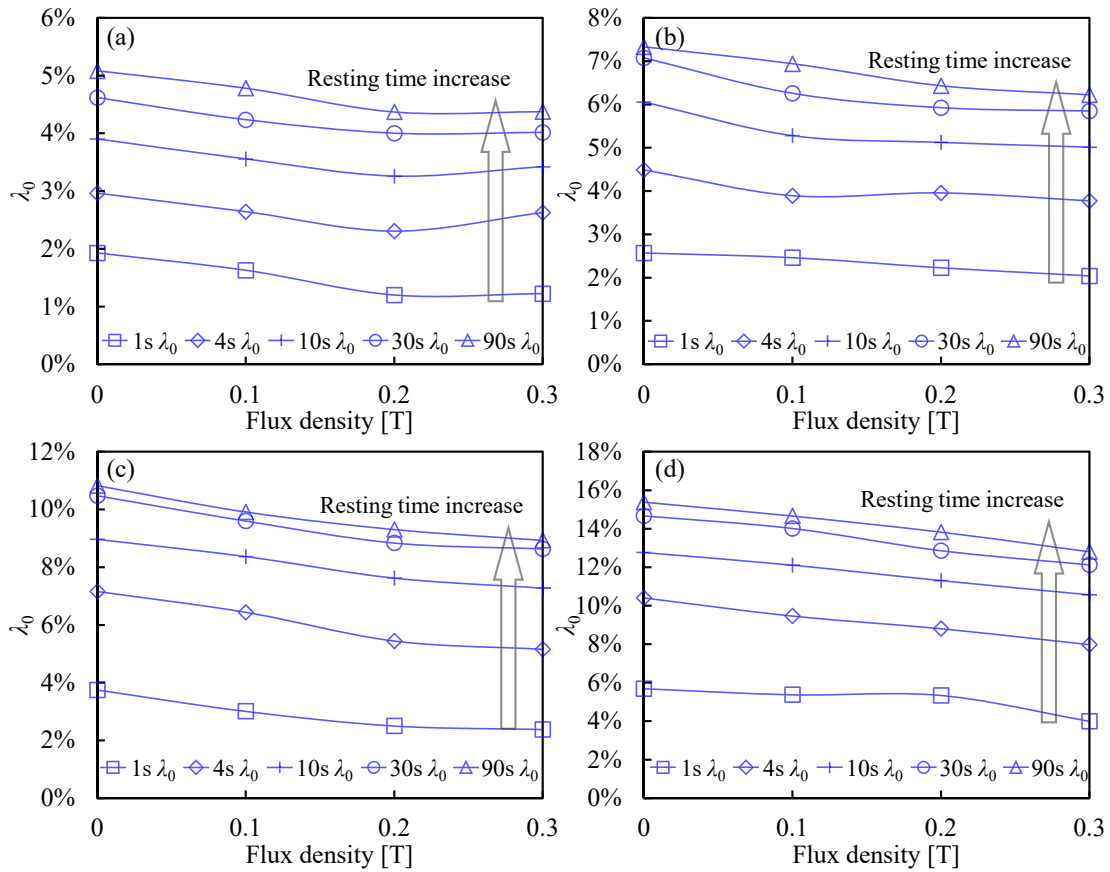 6%
5%
4%
3%
2%
1%
0%
λ0
(a)
Resting time increase
1s λ0 4s λ0 10s λ0 30s λ0 90s λ0
0 0.1 0.2 0.3
Flux density [T]
8%
7%
6%
5%
4%
3%
2%
1%
0%
λ0
(b)
Resting time increase
1s λ0 4s λ0 10s λ0 30s λ0 90s λ0
0 0.1 0.2 0.3
Flux density [T]
12%
10%
8%
6%
4%
2%
0%
λ0
(c)
Resting time increase
1s λ0 4s λ0 10s λ0 30s λ0 90s λ0
0 0.1 0.2 0.3
Flux density [T]
18%
16%
14%
12%
10%
8%
6%
4%
2%
0%
λ0
(d)
Resting time increase
1s λ0 4s λ0 10s λ0 30s λ0 90s λ0
0 0.1 0.2 0.3
Flux density [T]